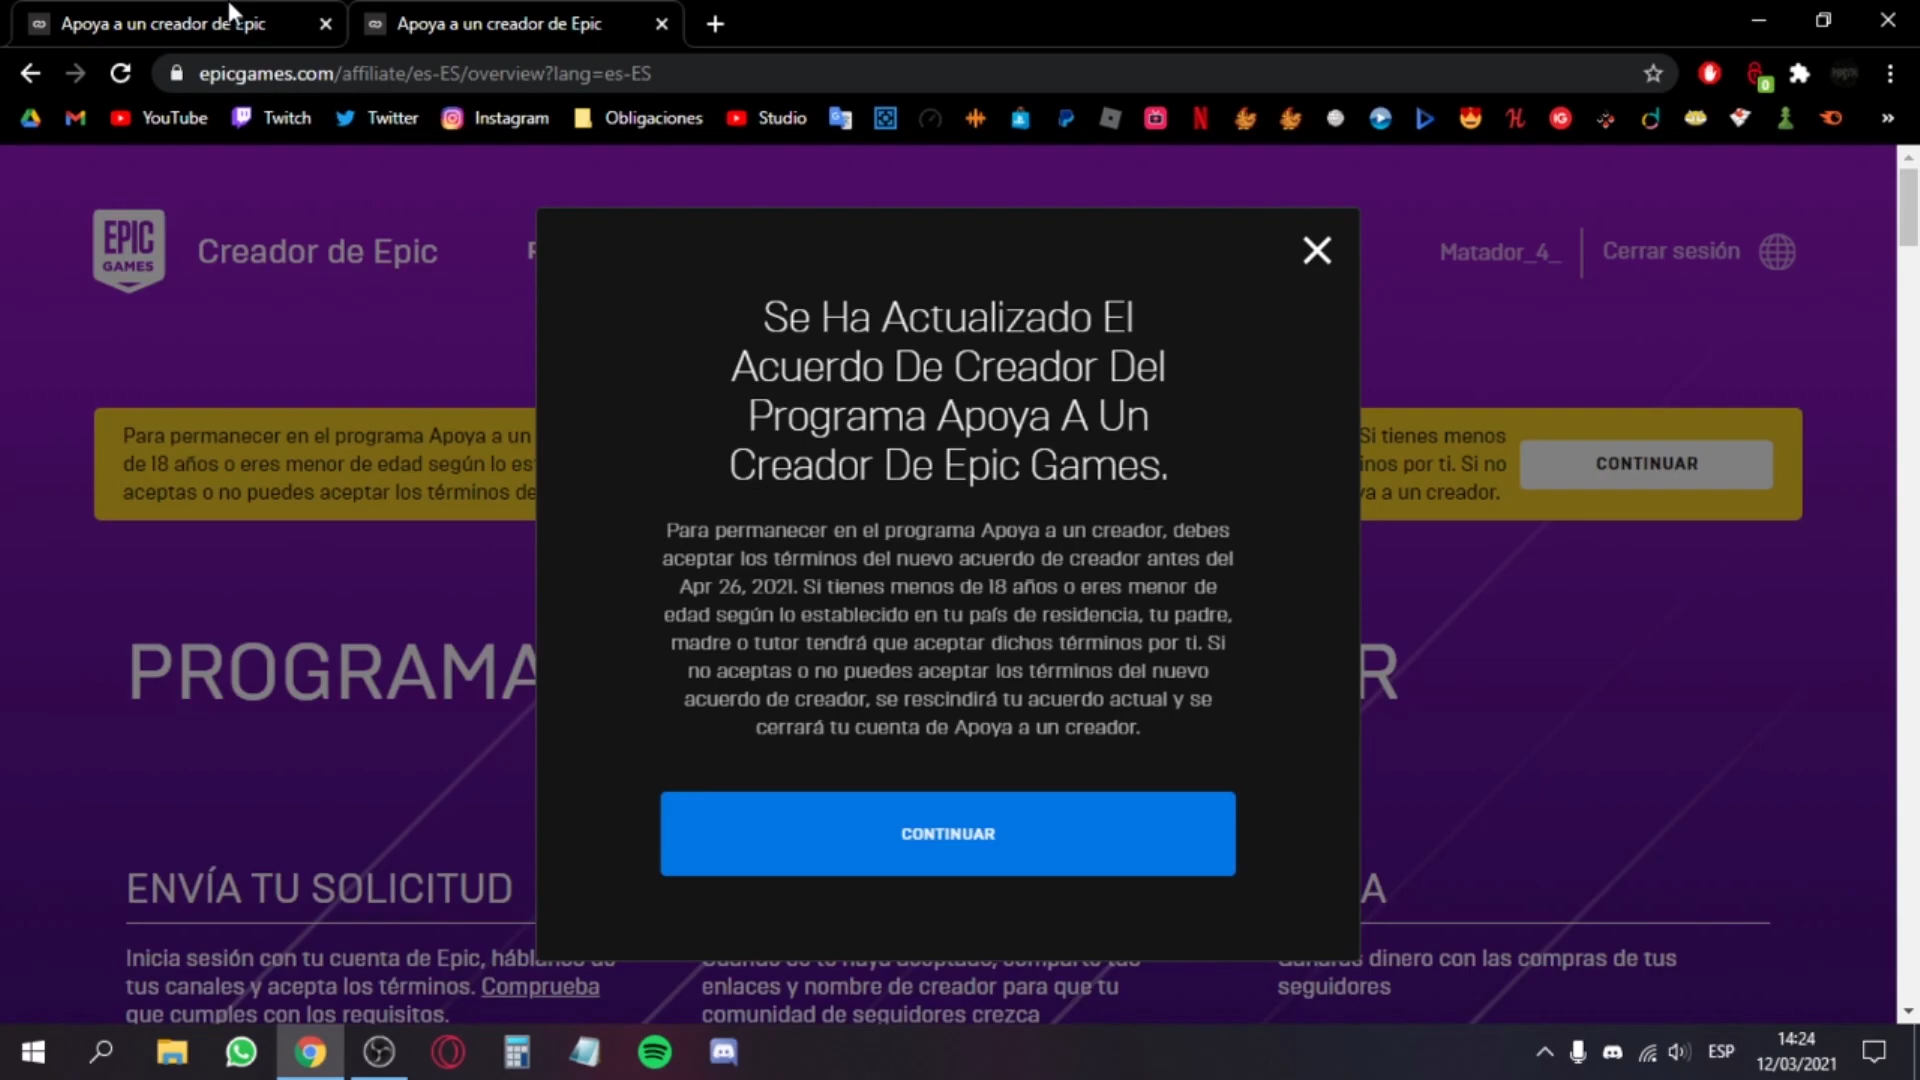 Apoya a un creador de Epic
Apoya a un creador de Epic
epicgames.com/affiliate/es-ES/overview?lang=es-ES
YouTube
Twitch
Twitter
Instagram
Obligaciones
Studio
EPIC
GAMES
Creador de Epic
Matador_4_
Cerrar sesión
Se Ha Actualizado El
Acuerdo De Creador Del
Programa Apoya A Un
Creador De Epic Games.
Para permanecer en el programa Apoya a un
de 18 años o eres menor de edad según lo es
aceptas o no puedes aceptar los términos de
Si tienes menos
inos por ti. Si no
a un creador.
CONTINUAR
Para permanecer en el programa Apoya a un creador, debes
aceptar los términos del nuevo acuerdo de creador antes del
Apr 26, 2021. Si tienes menos de 18 años o eres menor de
edad según lo establecido en tu país de residencia, tu padre,
madre o tutor tendrá que aceptar dichos términos por ti. Si
no aceptas o no puedes aceptar los términos del nuevo
acuerdo de creador, se rescindirá tu acuerdo actual y se
cerrará tu cuenta de Apoya a un creador.
CONTINUAR
PROGRAMA
R
ENVÍA TU SOLICITUD
A
Inicia sesión con tu cuenta de Epic,
tus canales y acepta los términos. Comprueba
que cumples con los requisitos.
enlaces y nombre de creador para que tu
comunidad de seguidores crezca
dinero con las compras de tus
seguidores
ESP
14:24
12/03/2021